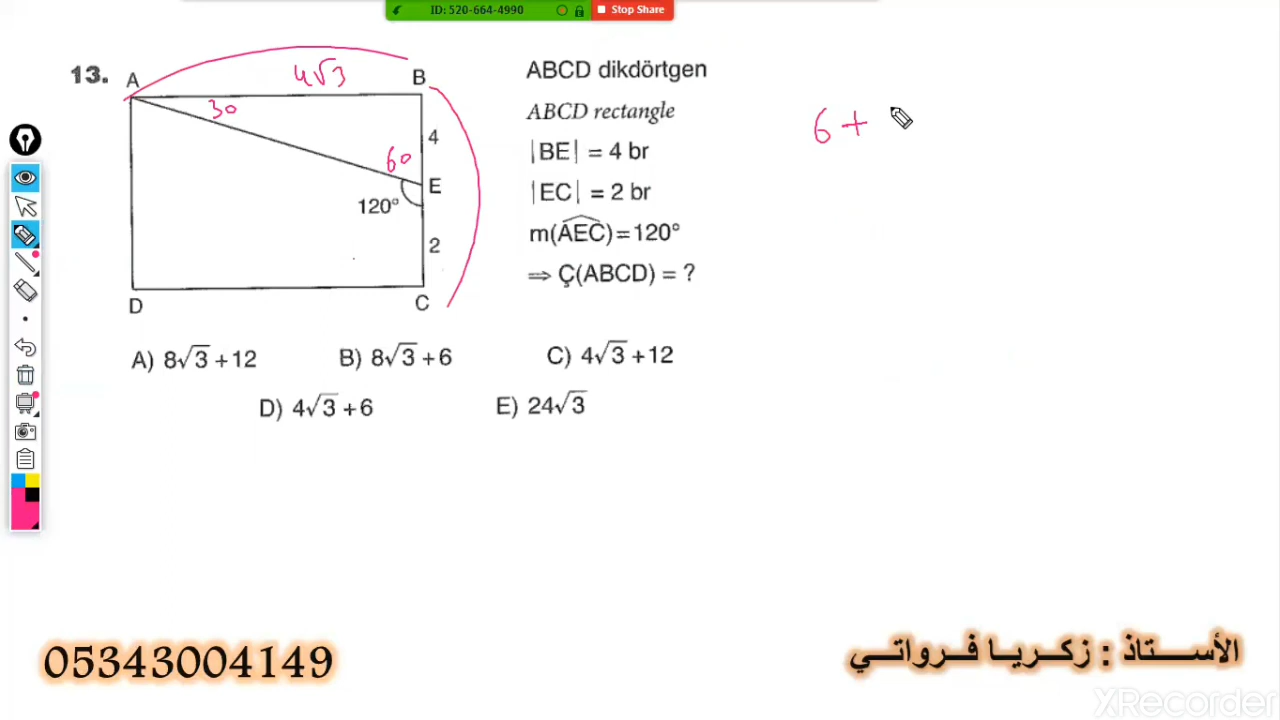 ID: 520-664-4990 Stop Share
13. A 4√3 B
30
60
4
E
120°
2
D C
ABCD dikdörtgen
ABCD rectangle
|BE| = 4 br
|EC| = 2 br
m(AEC) = 120°
⇒ Ç(ABCD) = ?
6 +
A) 8√3 + 12 B) 8√3 + 6 C) 4√3 + 12
D) 4√3 + 6 E) 24√3
05343004149
الأستاذ : زكريا فرواتي
XRecorder